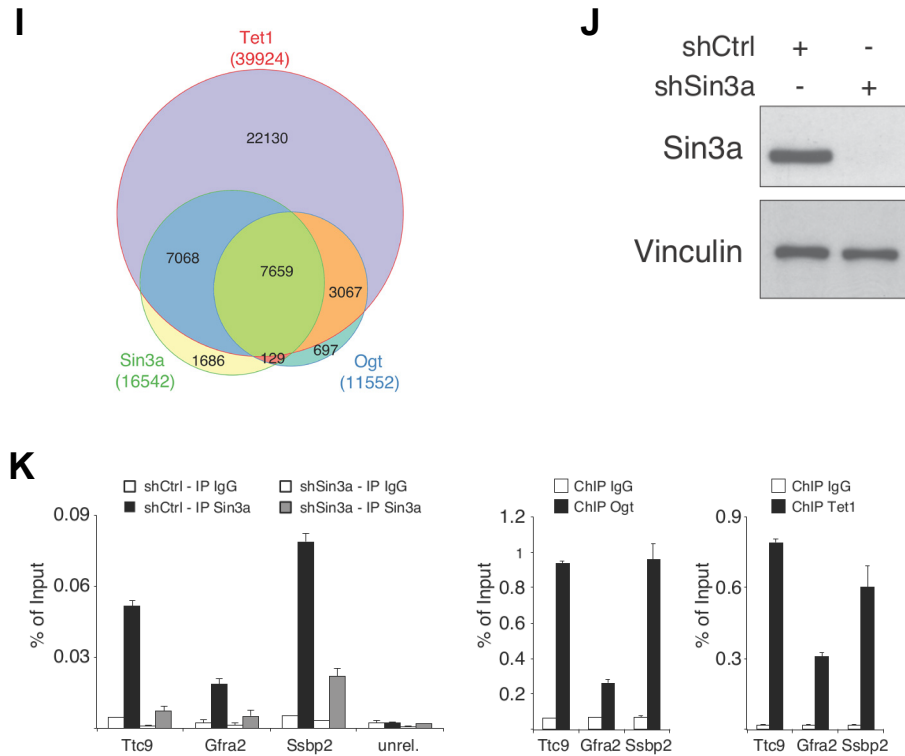 I
Tet1
(39924)
22130
7068
7659
3067
1686
129
697
Sin3a
(16542)
Ogt
(11552)
J
shCtrl + -
shSin3a - +
Sin3a
Vinculin
K
shCtrl - IP IgG shSin3a - IP IgG
shCtrl - IP Sin3a shSin3a - IP Sin3a
% of Input
0.09
0.06
0.03
Ttc9 Gfra2 Ssbp2 unrel.
ChIP IgG
ChIP Ogt
% of Input
1.2
1
0.8
0.6
0.4
0.2
Ttc9 Gfra2 Ssbp2
ChIP IgG
ChIP Tet1
% of Input
0.9
0.6
0.3
Ttc9 Gfra2 Ssbp2